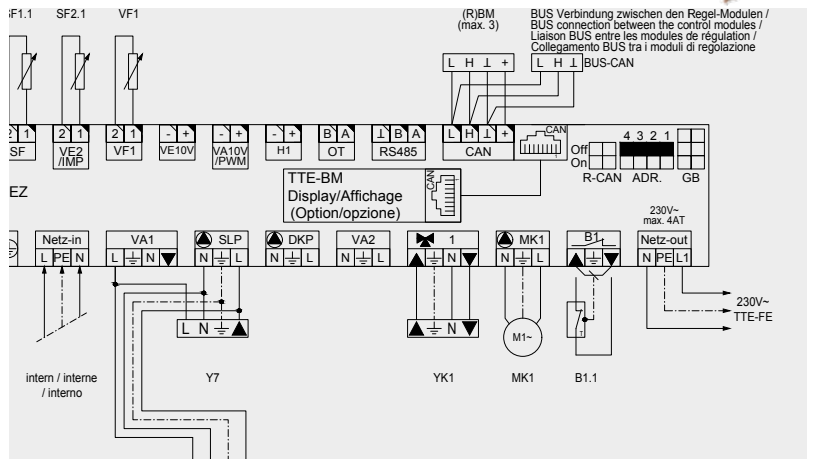 SF1.1 SF2.1 VF1 (R)BM BUS Verbindung zwischen den Regel-Modulen /
(max. 3) BUS connection between the control modules /
Liaison BUS entre les modules de régulation /
Collegamento BUS tra i moduli di regolazione
L H ⊥ + L H ⊥ BUS-CAN
2 1 2 1 2 1 - + - + - + B A ⊥ B A L H ⊥ + CAN
SF VE2 VF1 VE10V VA10V H1 OT RS485 CAN
/IMP /PWM
Off 4 3 2 1
On
R-CAN ADR. GB
EZ
TTE-BM CAN
Display/Affichage
(Option/opzione)
230V~
max. 4AT
Netz-in VA1 SLP DKP VA2 1 MK1 B1 Netz-out
L PE N L ⏚ N ▼ N ⏚ L N ⏚ L N ⏚ L ▲ ⏚ N ▼ N ⏚ L ▲ ⏚ ▼ N PE L1
230V~
TTE-FE
L N ⏚ ▲ ▲ ⏚ N ▼ M1~ T
intern / interne Y7 YK1 MK1 B1.1
/ interno